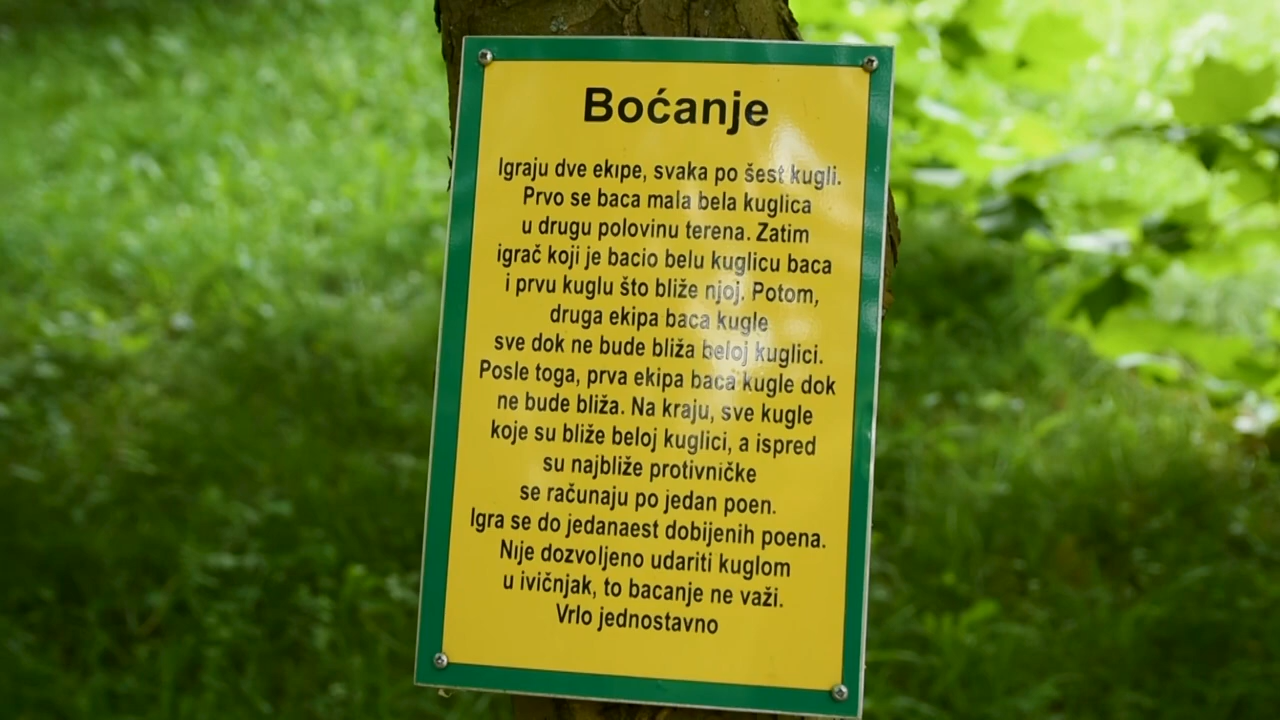 Boćanje
Igraju dve ekipe, svaka po šest kugli.
Prvo se baca mala bela kuglica
u drugu polovinu terena. Zatim
igrač koji je bacio belu kuglicu baca
i prvu kuglu što bliže njoj. Potom,
druga ekipa baca kugle
sve dok ne bude bliža beloj kuglici.
Posle toga, prva ekipa baca kugle dok
ne bude bliža. Na kraju, sve kugle
koje su bliže beloj kuglici, a ispred
su najbliže protivničke
se računaju po jedan poen.
Igra se do jedanaest dobijenih poena.
Nije dozvoljeno udariti kuglom
u ivičnjak, to bacanje ne važi.
Vrlo jednostavno